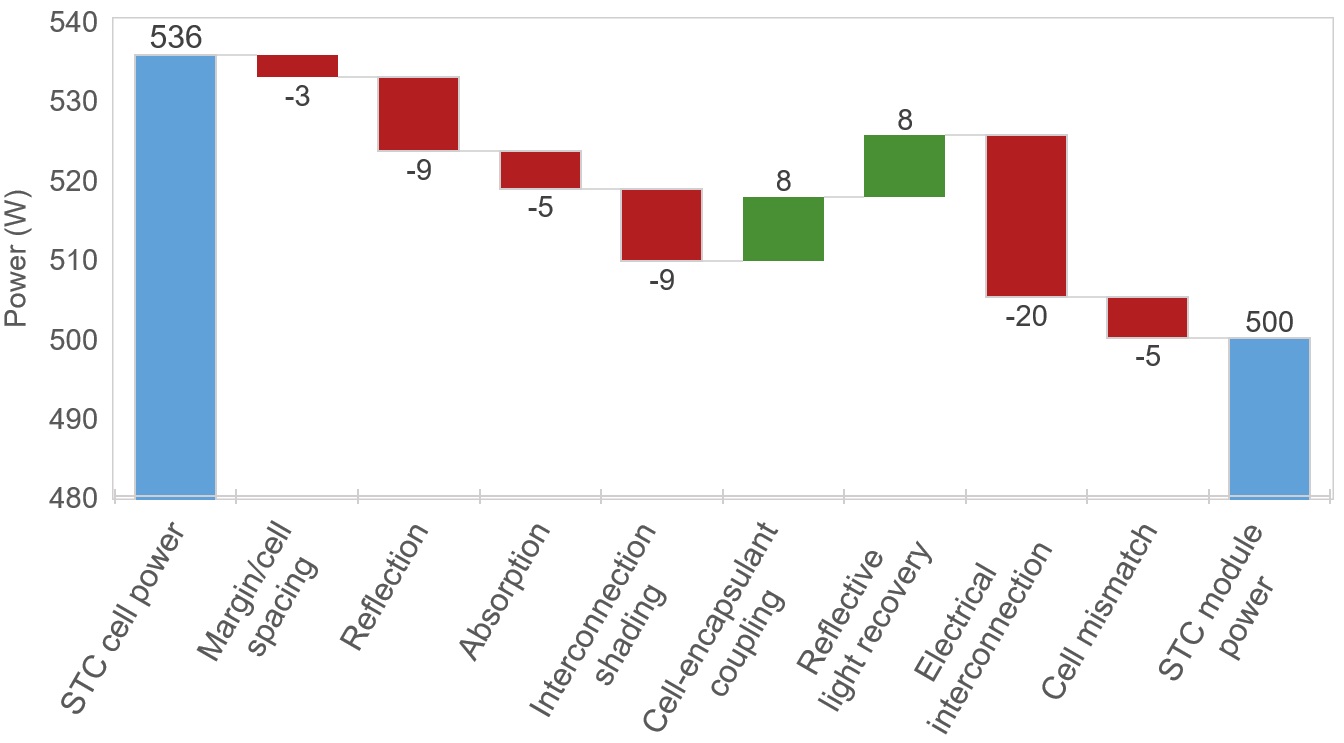 540
530
520
510
500
490
480
Power (W)
536
-3
-9
-5
-9
8
8
-20
-5
500
STC cell power
Margin/cell
spacing
Reflection
Absorption
Interconnection
shading
Cell-encapsulant
coupling
Reflective
light recovery
Electrical
interconnection
Cell mismatch
STC module
power